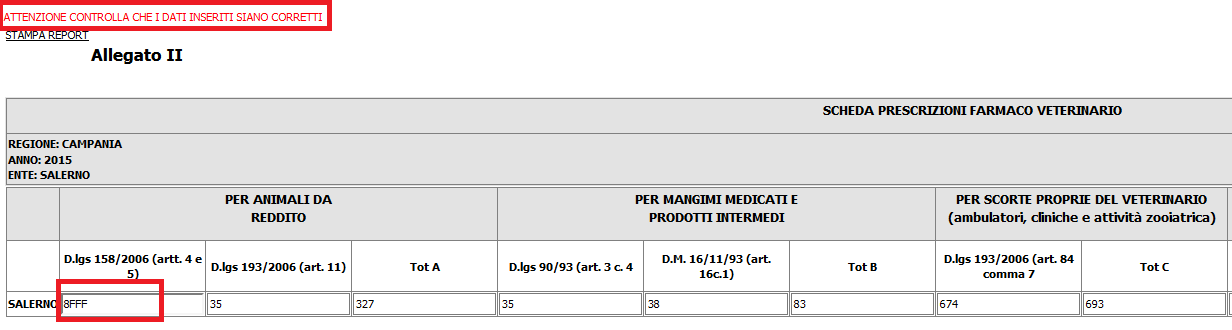 ATTENZIONE CONTROLLA CHE I DATI INSERITI SIANO CORRETTI
STAMPA REPORT
Allegato II
SCHEDA PRESCRIZIONI FARMACO VETERINARIO
REGIONE: CAMPANIA
ANNO: 2015
ENTE: SALERNO
PER ANIMALI DA
REDDITO
PER MANGIMI MEDICATI E
PRODOTTI INTERMEDI
PER SCORTE PROPRIE DEL VETERINARIO
(ambulatori, cliniche e attività zooiatrica)
D.lgs 158/2006 (artt. 4 e
5)
D.lgs 193/2006 (art. 11)
Tot A
D.lgs 90/93 (art. 3 c. 4
D.M. 16/11/93 (art.
16c.1)
Tot B
D.lgs 193/2006 (art. 84
comma 7
Tot C
SALERNO 8FFF 35 327 35 38 83 674 693